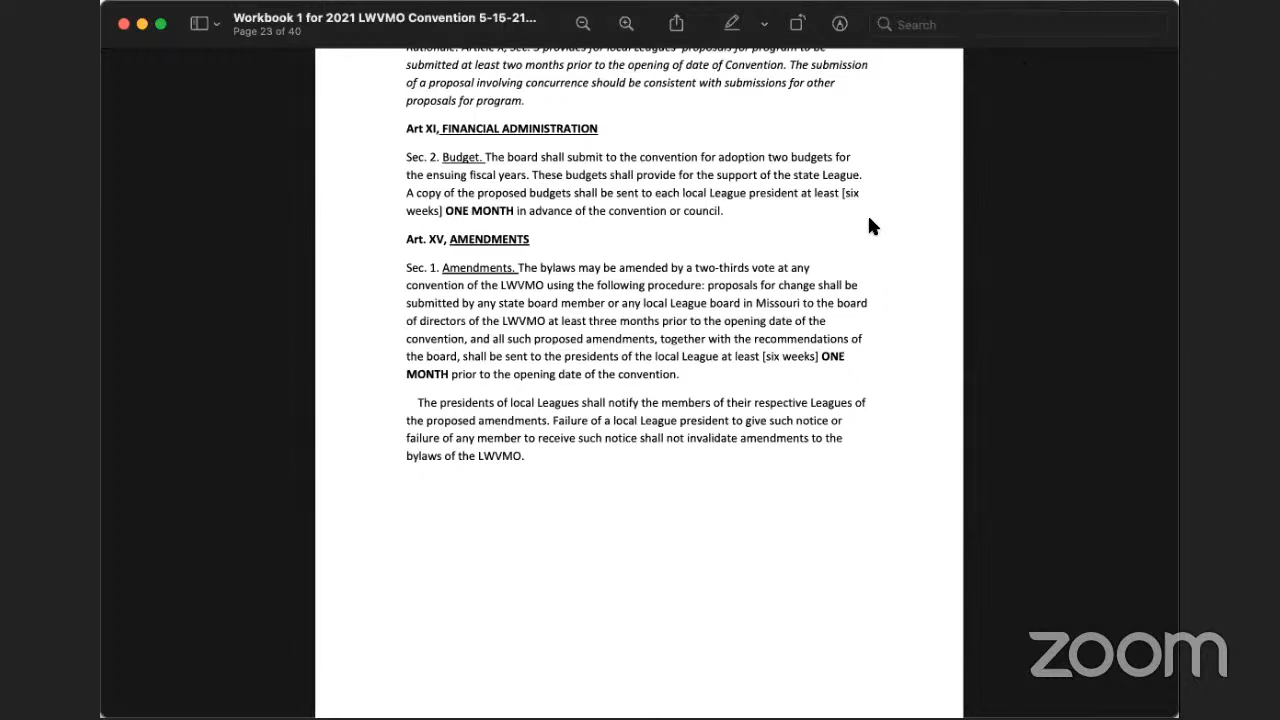 Workbook 1 for 2021 LWVMO Convention 5-15-21...
Page 23 of 40
Search
Rationale: Article X, Sec. 3 provides for local Leagues' proposals for program to be
submitted at least two months prior to the opening of date of Convention. The submission
of a proposal involving concurrence should be consistent with submissions for other
proposals for program.
Art XI, FINANCIAL ADMINISTRATION
Sec. 2. Budget. The board shall submit to the convention for adoption two budgets for
the ensuing fiscal years. These budgets shall provide for the support of the state League.
A copy of the proposed budgets shall be sent to each local League president at least [six
weeks] ONE MONTH in advance of the convention or council.
Art. XV, AMENDMENTS
Sec. 1. Amendments. The bylaws may be amended by a two-thirds vote at any
convention of the LWVMO using the following procedure: proposals for change shall be
submitted by any state board member or any local League board in Missouri to the board
of directors of the LWVMO at least three months prior to the opening date of the
convention, and all such proposed amendments, together with the recommendations of
the board, shall be sent to the presidents of the local League at least [six weeks] ONE
MONTH prior to the opening date of the convention.
The presidents of local Leagues shall notify the members of their respective Leagues of
the proposed amendments. Failure of a local League president to give such notice or
failure of any member to receive such notice shall not invalidate amendments to the
bylaws of the LWVMO.
zoom